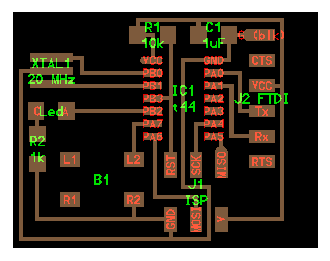 R1
10k
C1
1uF
(blk)
XTAL1
20 MHz
VCC
PB0
PB1
PB3
PB2
PA7
PA6
IC1
t44
GND
PA0
PA1
PA2
PA3
PA4
PA5
CTS
VCC
J2 FTDI
Tx
Rx
RTS
Led
C
A
R2
1k
L1
L2
R1
R2
B1
RST
SCK
MISO
J1
ISP
GND
MOSI
V